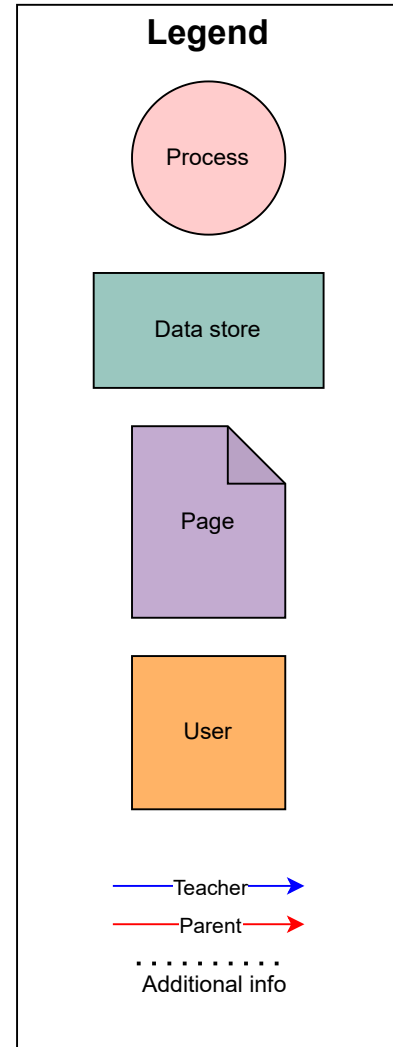 Legend
Process
Data store
Page
User
Teacher
Parent
Additional info